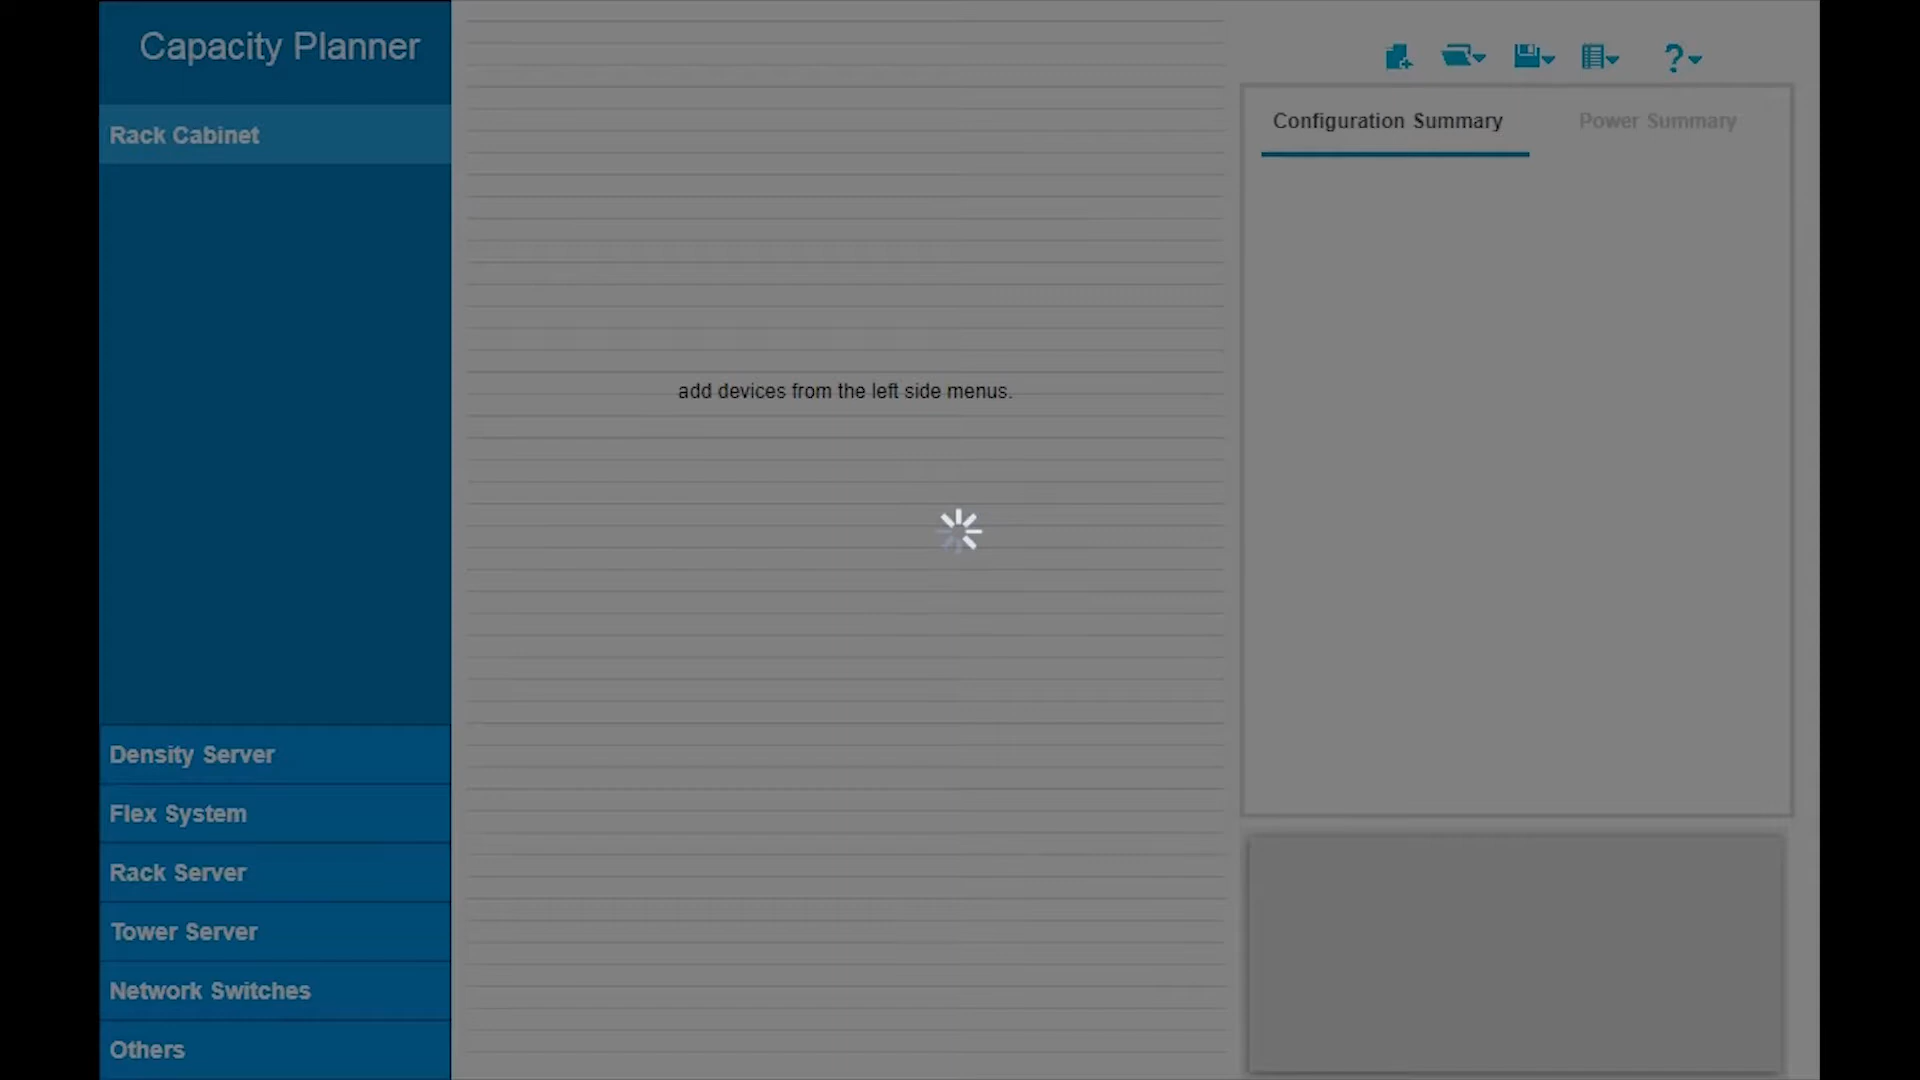 Capacity Planner
Rack Cabinet
Density Server
Flex System
Rack Server
Tower Server
Network Switches
Others
add devices from the left side menus.
?
Configuration Summary
Power Summary